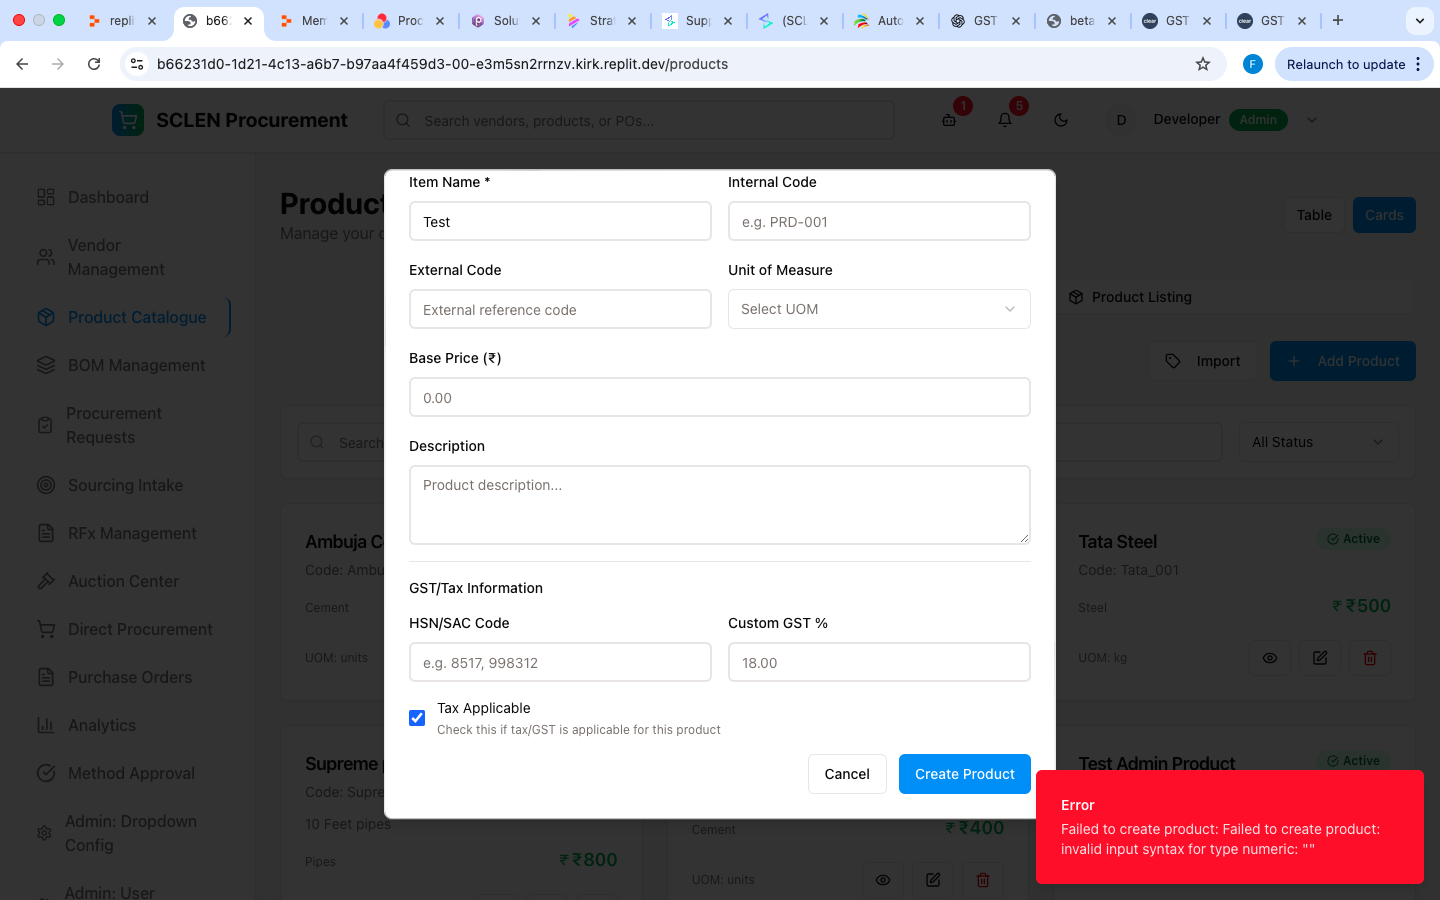 repli
b66
Mem
Proc
Solu
Strat
Supp
(SCL
Auto
GST
beta
clear GST
clear GST
b66231d0-1d21-4c13-a6b7-b97aa4f459d3-00-e3m5sn2rrnzv.kirk.replit.dev/products
F
Relaunch to update
SCLEN Procurement
Search vendors, products, or POs...
1
5
D
Developer
Admin
Dashboard
Vendor
Management
Product Catalogue
BOM Management
Procurement
Requests
Sourcing Intake
RFx Management
Auction Center
Direct Procurement
Purchase Orders
Analytics
Method Approval
Admin: Dropdown
Config
Admin: User
Product
Manage your
Table
Cards
Product Listing
Import
+ Add Product
Search
All Status
Ambuja C
Code: Ambu
Cement
UOM: units
Tata Steel
Active
Code: Tata_001
Steel
₹ ₹500
UOM: kg
Supreme
Code: Supre
10 Feet pipes
Pipes
₹ ₹800
Cement
₹ ₹400
UOM: units
Test Admin Product
Active
Item Name *
Internal Code
Test
e.g. PRD-001
External Code
Unit of Measure
External reference code
Select UOM
Base Price (₹)
0.00
Description
Product description...
GST/Tax Information
HSN/SAC Code
Custom GST %
e.g. 8517, 998312
18.00
Tax Applicable
Check this if tax/GST is applicable for this product
Cancel
Create Product
Error
Failed to create product: Failed to create product:
invalid input syntax for type numeric: ""